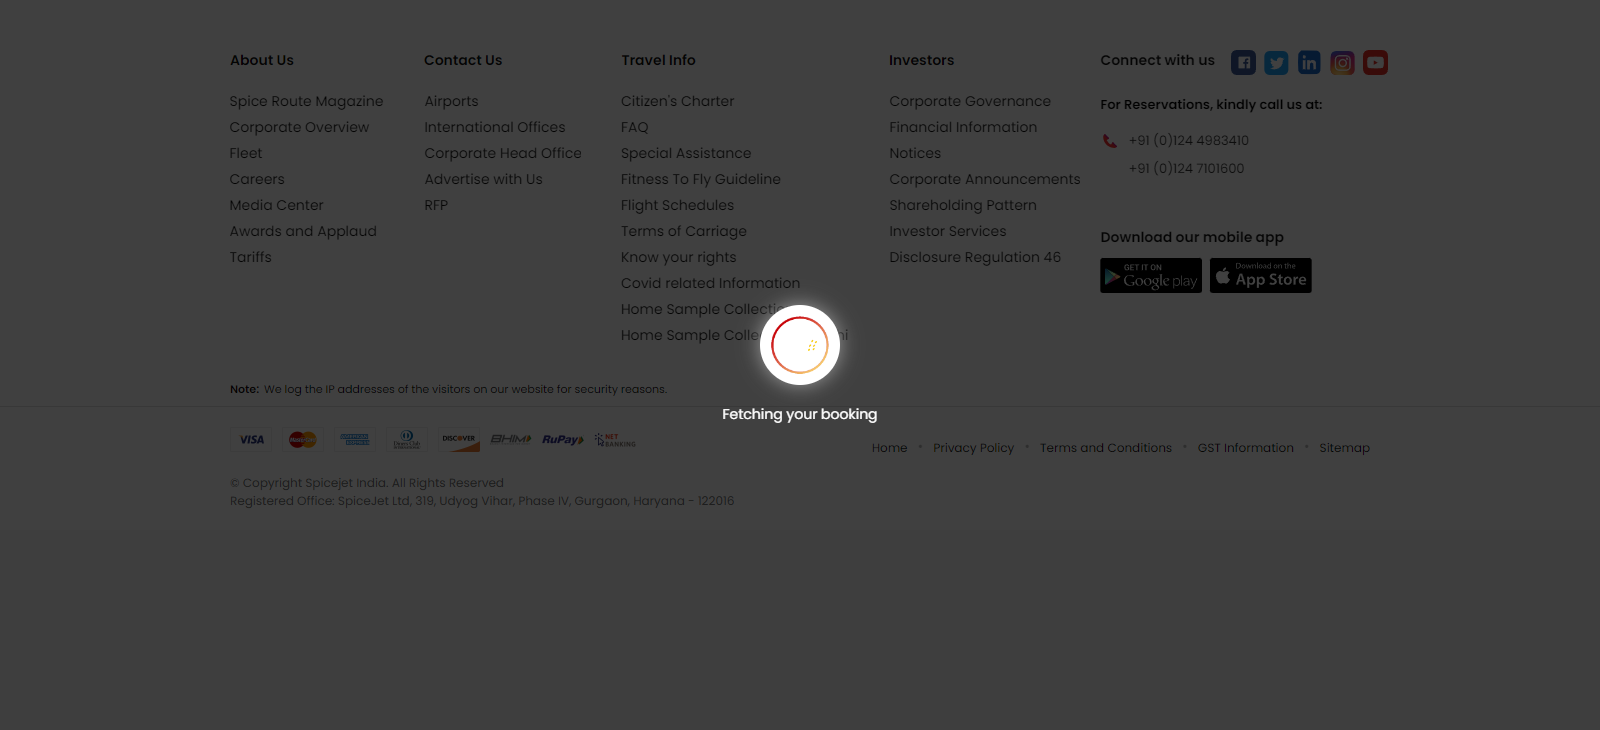 About Us
Spice Route Magazine
Corporate Overview
Fleet
Careers
Media Center
Awards and Applaud
Tariffs
Contact Us
Airports
International Offices
Corporate Head Office
Advertise with Us
RFP
Travel Info
Citizen's Charter
FAQ
Special Assistance
Fitness To Fly Guideline
Flight Schedules
Terms of Carriage
Know your rights
Covid related Information
Home Sample
Home Sample
Investors
Corporate Governance
Financial Information
Notices
Corporate Announcements
Shareholding Pattern
Investor Services
Disclosure Regulation 46
Connect with us
For Reservations, kindly call us at:
+91 (0)124 4983410
+91 (0)124 7101600
Download our mobile app
GET IT ON
Google play
Download on the
App Store
Fetching your booking
Note: We log the IP addresses of the visitors on our website for security reasons.
VISA MasterCard AMERICAN EXPRESS Diners Club DISCOVER BHIM RuPay NET BANKING
Home • Privacy Policy • Terms and Conditions • GST Information • Sitemap
© Copyright Spicejet India. All Rights Reserved
Registered Office: SpiceJet Ltd, 319, Udyog Vihar, Phase IV, Gurgaon, Haryana - 122016